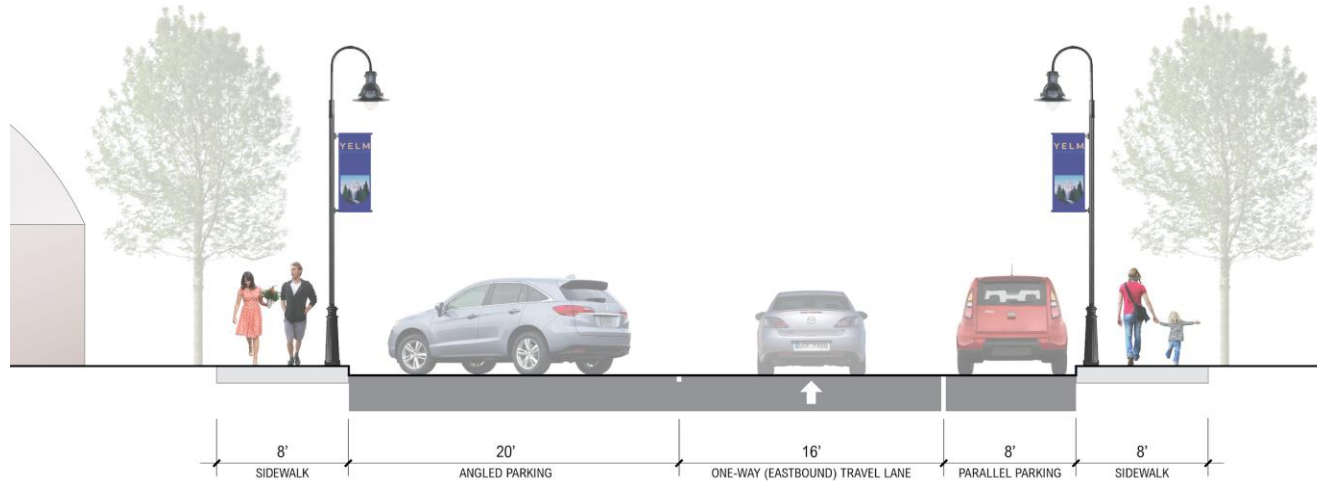 YELM
YELM
8'
SIDEWALK
20'
ANGLED PARKING
16'
ONE-WAY (EASTBOUND) TRAVEL LANE
8'
PARALLEL PARKING
8'
SIDEWALK